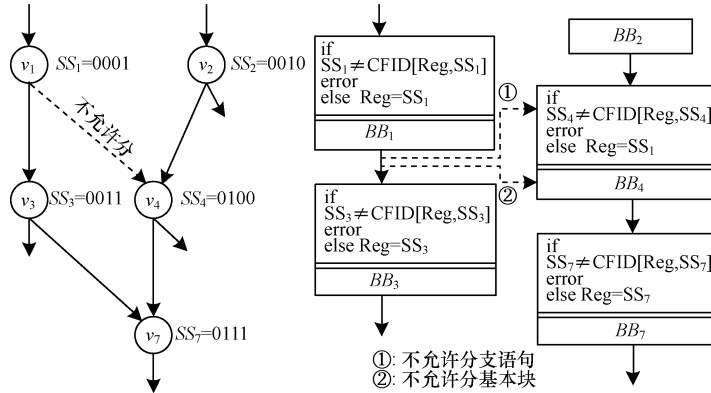 v1 SS1=0001
v2 SS2=0010
不允许分
v3 SS3=0011
v4 SS4=0100
v7 SS7=0111
if
SS1≠CFID[Reg,SS1]
error
else Reg=SS1
BB1
①
②
if
SS3≠CFID[Reg,SS3]
error
else Reg=SS3
BB3
BB2
if
SS4≠CFID[Reg,SS4]
error
else Reg=SS1
BB4
if
SS7≠CFID[Reg,SS7]
error
else Reg=SS7
BB7
①: 不允许分支语句
②: 不允许分基本块